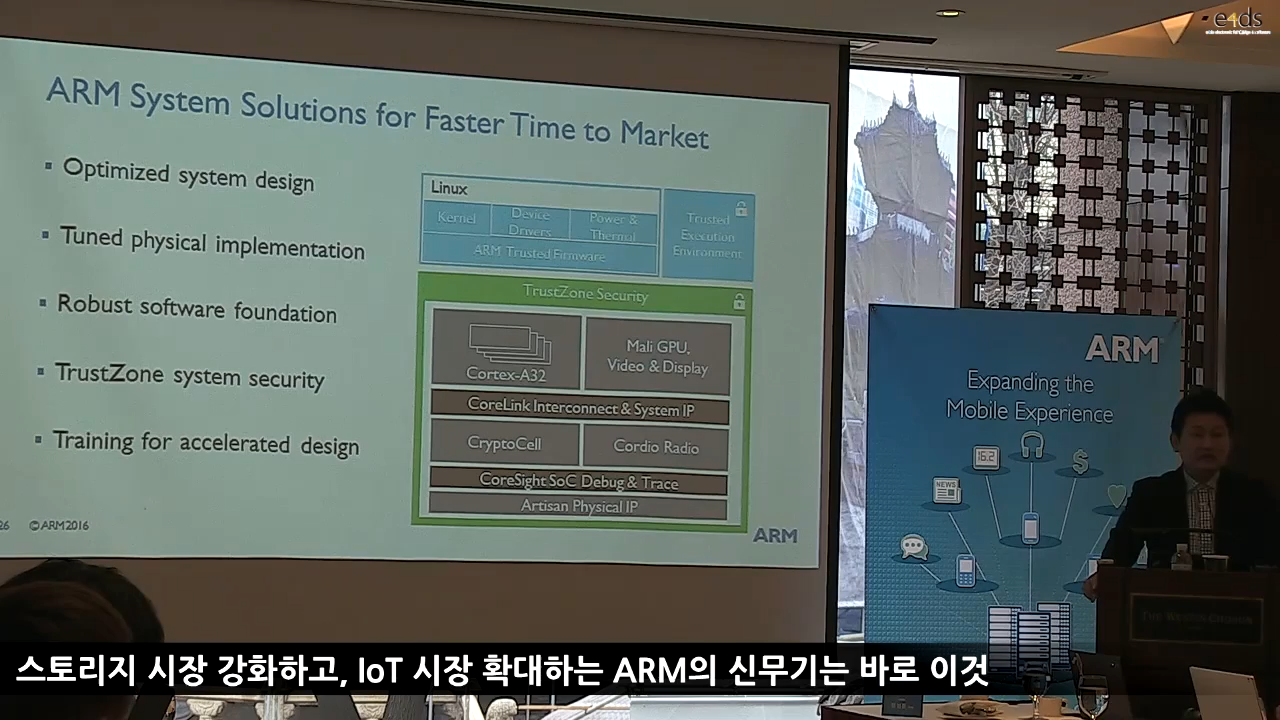 e4ds
ARM System Solutions for Faster Time to Market
Optimized system design
Tuned physical implementation
Robust software foundation
TrustZone system security
Training for accelerated design
Linux
Kernel
Device
Drivers
Power &
Thermal
ARM Trusted Firmware
Trusted
Execution
Environment
TrustZone Security
Cortex-A32
Mali GPU,
Video & Display
CoreLink Interconnect & System IP
CryptoCell
Cordio Radio
CoreSight SoC Debug & Trace
Artisan Physical IP
26 ©ARM2016
ARM
ARM
Expanding the
Mobile Experience
16.2
NEWS
$
스토리지 시장 강화하고, IoT 시장 확대하는 ARM의 신무기는 바로 이것